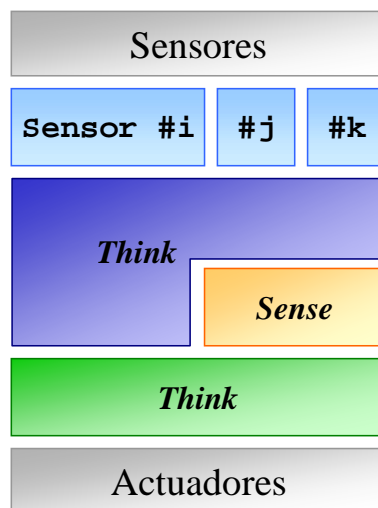 Sensores
Sensor #i #j #k
Think
Sense
Think
Actuadores